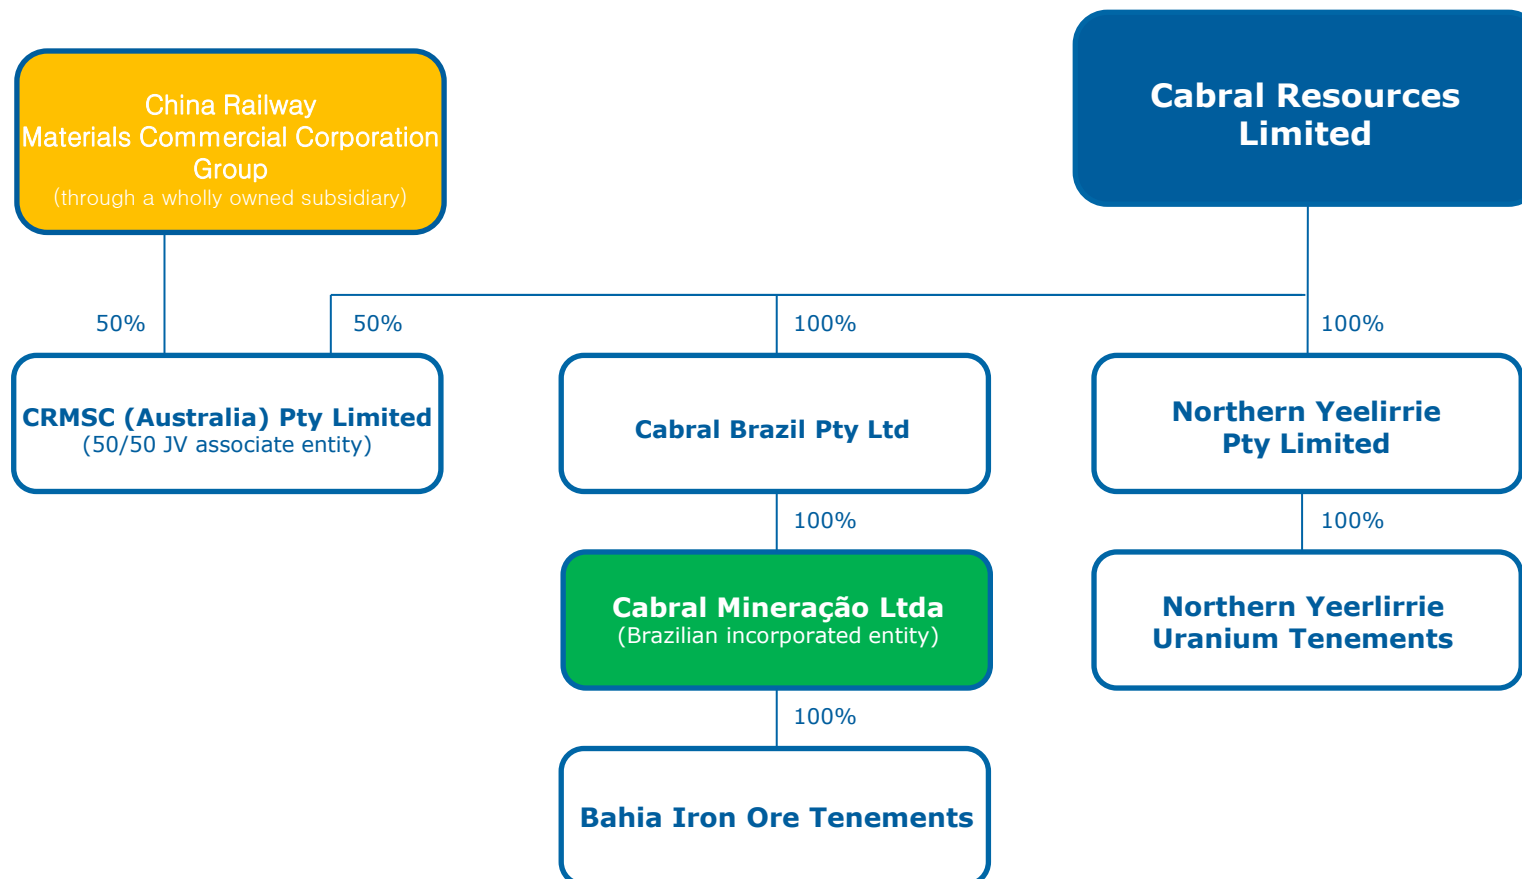 China Railway
Materials Commercial Corporation
Group
(through a wholly owned subsidiary)
Cabral Resources
Limited
50%
50%
100%
100%
CRMSC (Australia) Pty Limited
(50/50 JV associate entity)
Cabral Brazil Pty Ltd
Northern Yeelirrie
Pty Limited
100%
100%
Cabral Mineração Ltda
(Brazilian incorporated entity)
Northern Yeerlirrie
Uranium Tenements
100%
Bahia Iron Ore Tenements